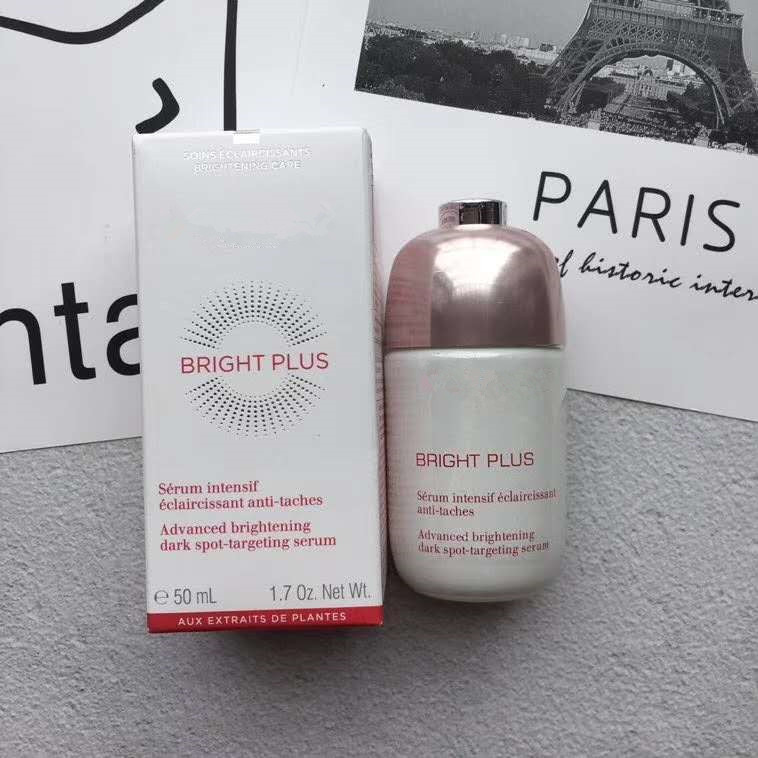 SOINS ÉCLAIRCISSANTS
BRIGHTENING CARE
BRIGHT PLUS
Sérum intensif
éclaircissant anti-taches
Advanced brightening
dark spot-targeting serum
℮ 50 mL 1.7 Oz. Net Wt.
AUX EXTRAITS DE PLANTES
BRIGHT PLUS
Sérum intensif éclaircissant
anti-taches
Advanced brightening
dark spot-targeting serum
PARIS
of historic inter
nta